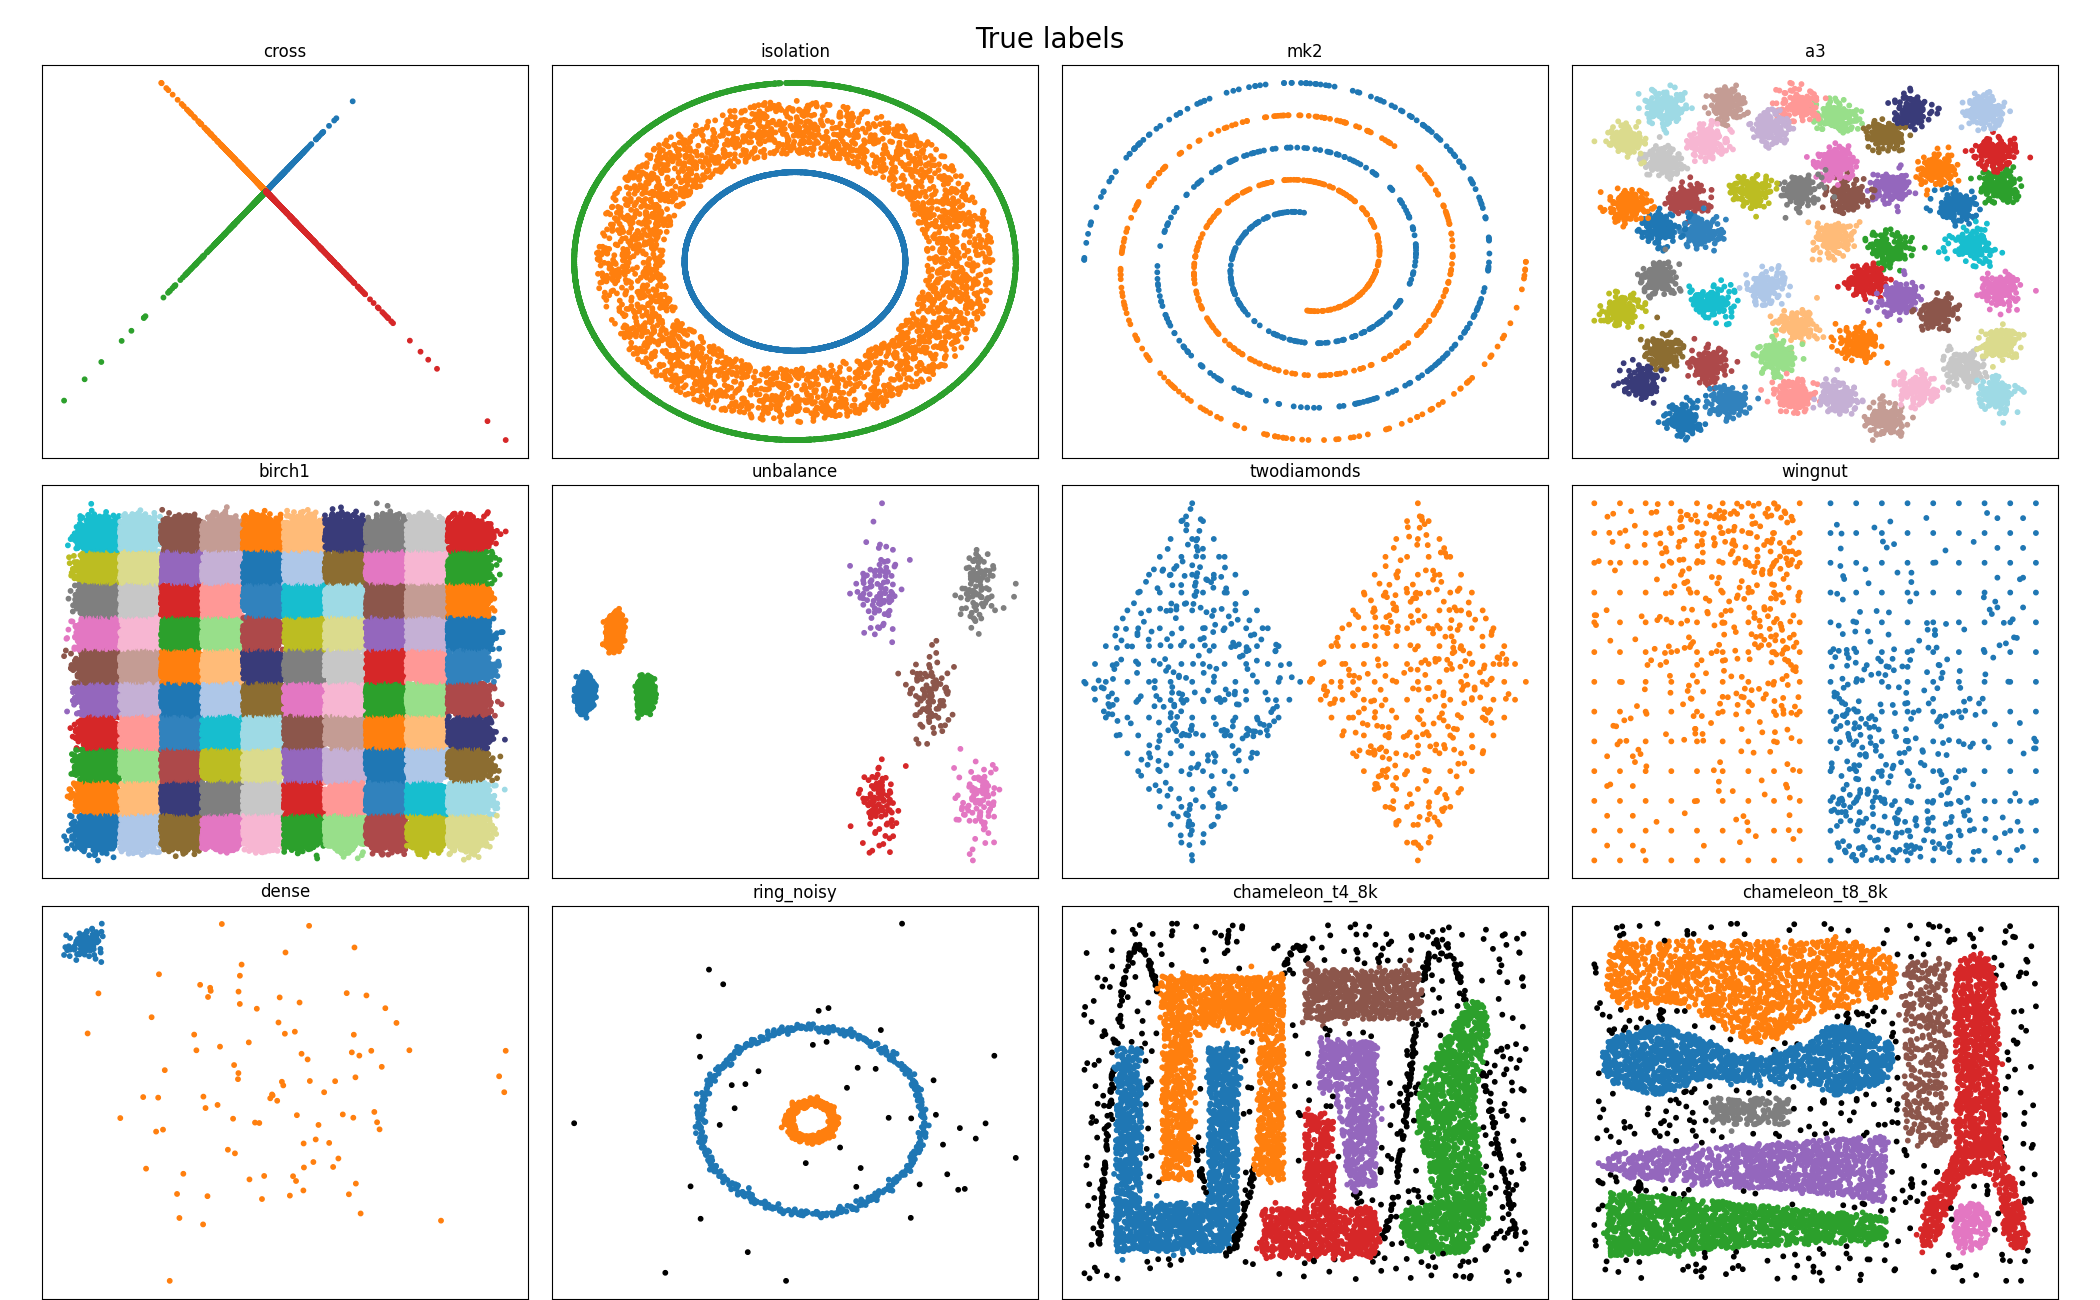 True labels
cross
isolation
mk2
a3
birch1
unbalance
twodiamonds
wingnut
dense
ring_noisy
chameleon_t4_8k
chameleon_t8_8k